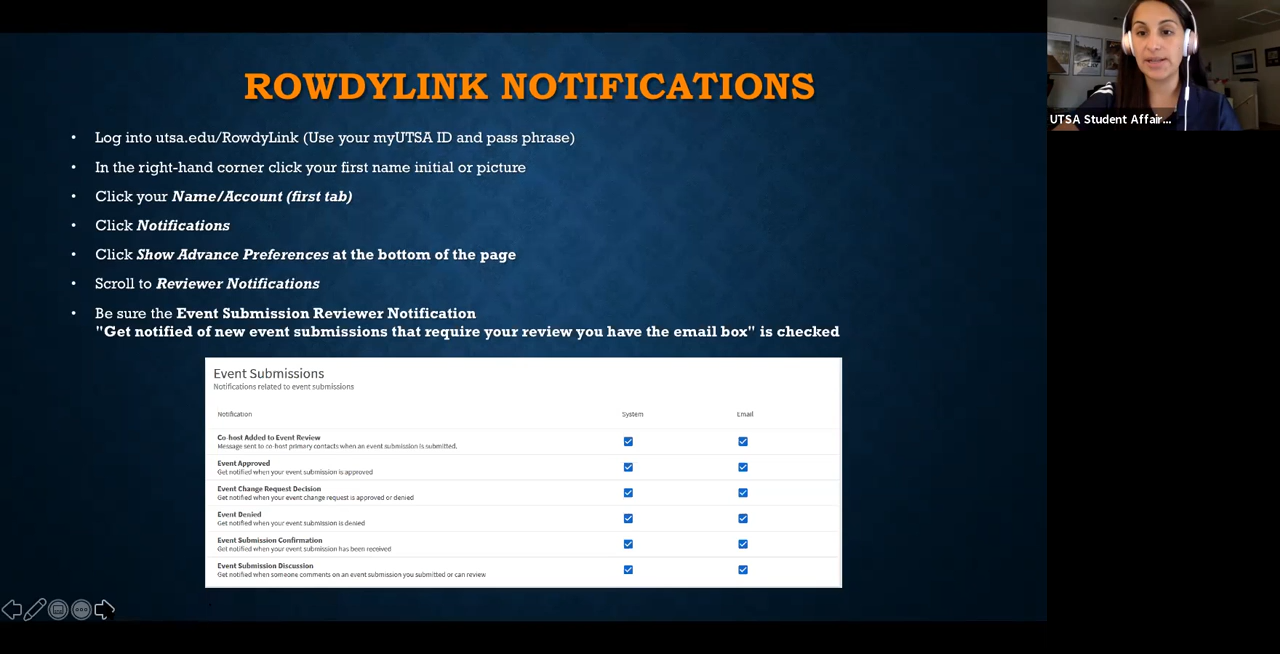 ROWDYLINK NOTIFICATIONS
• Log into utsa.edu/RowdyLink (Use your myUTSA ID and pass phrase)
• In the right-hand corner click your first name initial or picture
• Click your Name/Account (first tab)
• Click Notifications
• Click Show Advance Preferences at the bottom of the page
• Scroll to Reviewer Notifications
• Be sure the Event Submission Reviewer Notification
"Get notified of new event submissions that require your review you have the email box" is checked
Event Submissions
Notifications related to event submissions
Notification System Email
Co-host Added to Event Review
Message sent to co-host primary contacts when an event submission is submitted.
Event Approved
Get notified when your event submission is approved
Event Change Request Decision
Get notified when your event change request is approved or denied
Event Denied
Get notified when your event submission is denied
Event Submission Confirmation
Get notified when your event submission has been received
Event Submission Discussion
Get notified when someone comments on an event submission you submitted or can review
UTSA Student Affair...